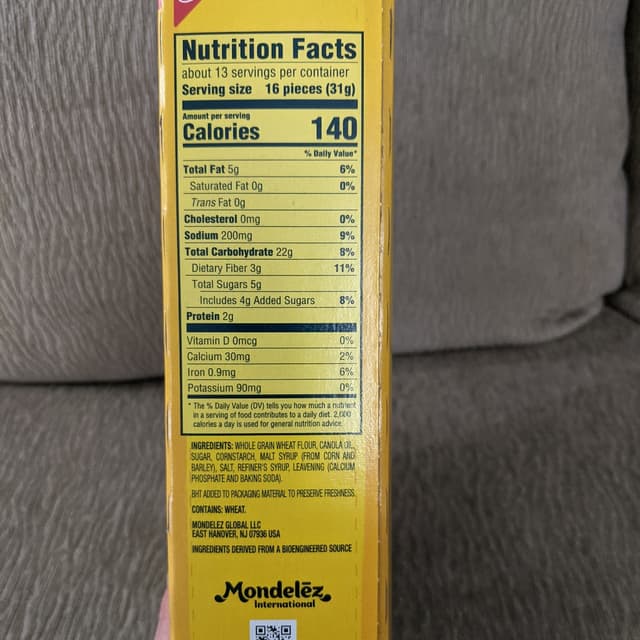 Nutrition Facts
about 13 servings per container
Serving size 16 pieces (31g)
Amount per serving
Calories 140
% Daily Value*
Total Fat 5g 6%
Saturated Fat 0g 0%
Trans Fat 0g
Cholesterol 0mg 0%
Sodium 200mg 9%
Total Carbohydrate 22g 8%
Dietary Fiber 3g 11%
Total Sugars 5g
Includes 4g Added Sugars 8%
Protein 2g
Vitamin D 0mcg 0%
Calcium 30mg 2%
Iron 0.9mg 6%
Potassium 90mg 0%
* The % Daily Value (DV) tells you how much a nutrient
in a serving of food contributes to a daily diet. 2,000
calories a day is used for general nutrition advice.
INGREDIENTS: WHOLE GRAIN WHEAT FLOUR, CANOLA OIL,
SUGAR, CORNSTARCH, MALT SYRUP (FROM CORN AND
BARLEY), SALT, REFINER'S SYRUP, LEAVENING (CALCIUM
PHOSPHATE AND BAKING SODA).
BHT ADDED TO PACKAGING MATERIAL TO PRESERVE FRESHNESS.
CONTAINS: WHEAT.
MONDELEZ GLOBAL LLC
EAST HANOVER, NJ 07936 USA
INGREDIENTS DERIVED FROM A BIOENGINEERED SOURCE
Mondelēz
International